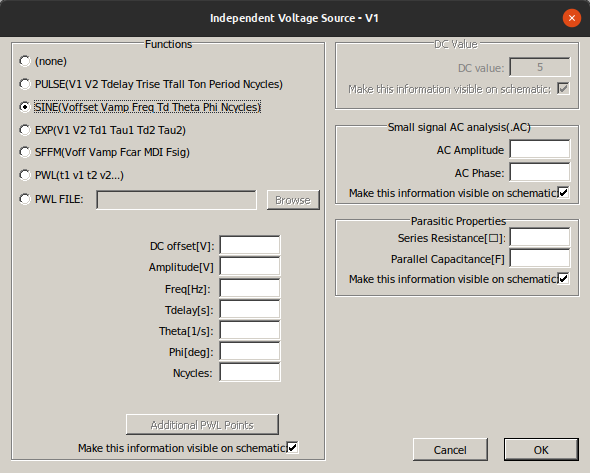 Independent Voltage Source - V1
Functions
(none)
PULSE(V1 V2 Tdelay Trise Tfall Ton Period Ncycles)
SINE(Voffset Vamp Freq Td Theta Phi Ncycles)
EXP(V1 V2 Td1 Tau1 Td2 Tau2)
SFFM(Voff Vamp Fcar MDI Fsig)
PWL(t1 v1 t2 v2...)
PWL FILE:
Browse
DC offset[V]:
Amplitude[V]
Freq[Hz]:
Tdelay[s]:
Theta[1/s]:
Phi[deg]:
Ncycles:
Additional PWL Points
Make this information visible on schematic:
DC Value
DC value:
5
Make this information visible on schematic:
Small signal AC analysis(.AC)
AC Amplitude
AC Phase:
Make this information visible on schematic:
Parasitic Properties
Series Resistance[□]:
Parallel Capacitance[F]
Make this information visible on schematic:
Cancel
OK